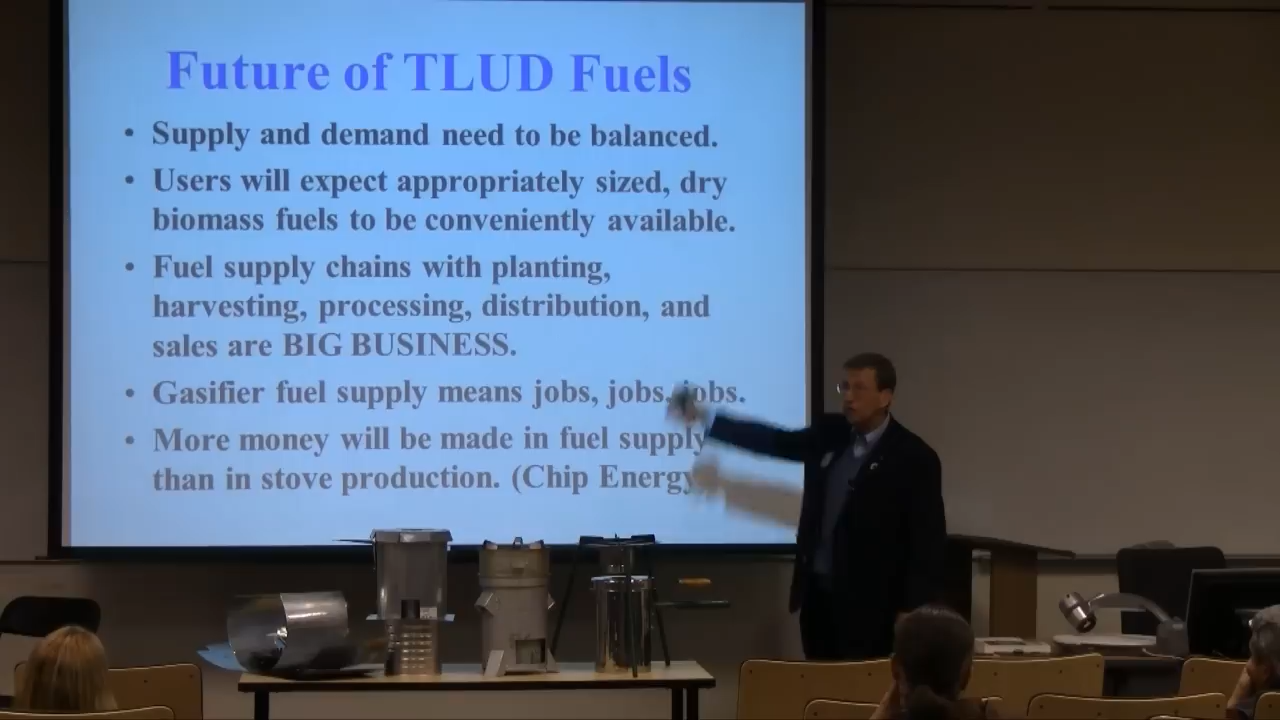 Future of TLUD Fuels
• Supply and demand need to be balanced.
• Users will expect appropriately sized, dry
biomass fuels to be conveniently available.
• Fuel supply chains with planting,
harvesting, processing, distribution, and
sales are BIG BUSINESS.
• Gasifier fuel supply means jobs, jobs, jobs.
• More money will be made in fuel supply
than in stove production. (Chip Energy